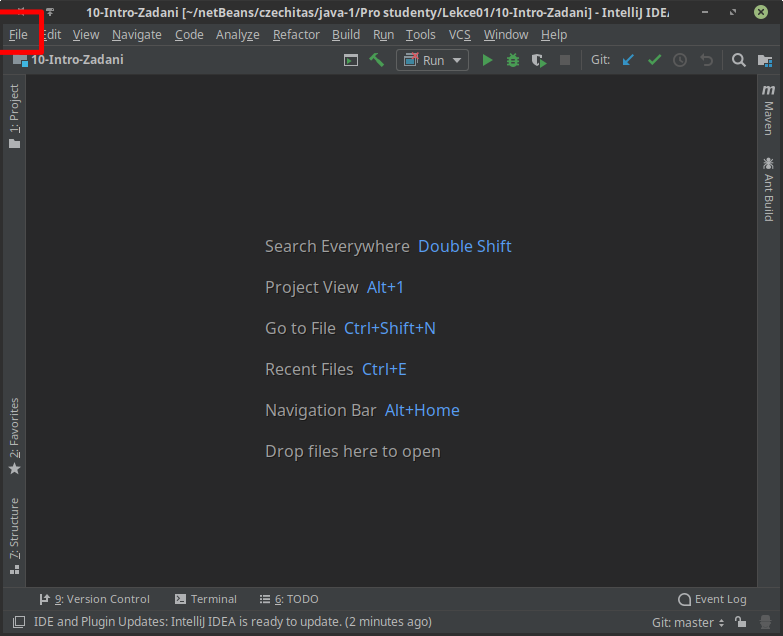 10-Intro-Zadani [~/netBeans/czechitas/java-1/Pro studenty/Lekce01/10-Intro-Zadani] - IntelliJ IDEA
File Edit View Navigate Code Analyze Refactor Build Run Tools VCS Window Help
10-Intro-Zadani Run Git:
1: Project
m Maven
Ant Build
Search Everywhere Double Shift
Project View Alt+1
Go to File Ctrl+Shift+N
Recent Files Ctrl+E
Navigation Bar Alt+Home
Drop files here to open
2: Favorites
7: Structure
9: Version Control Terminal 6: TODO Event Log
IDE and Plugin Updates: IntelliJ IDEA is ready to update. (2 minutes ago) Git: master